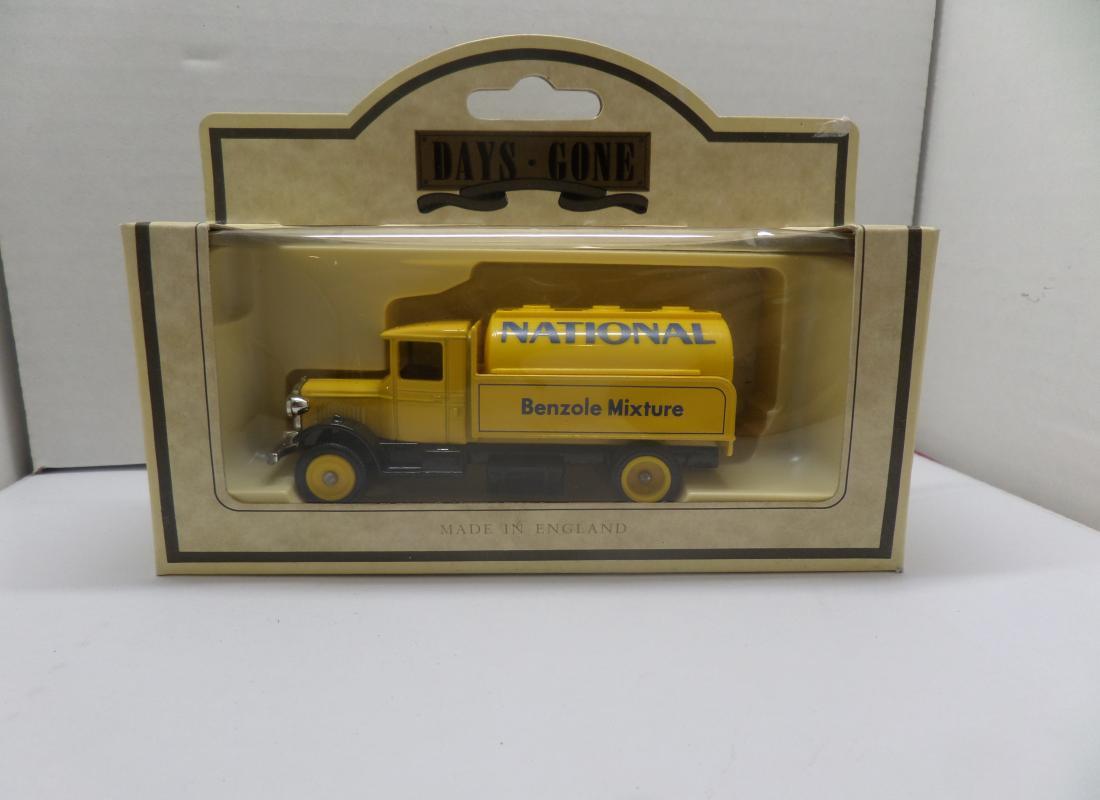 DAYS · GONE
NATIONAL
Benzole Mixture
MADE IN ENGLAND